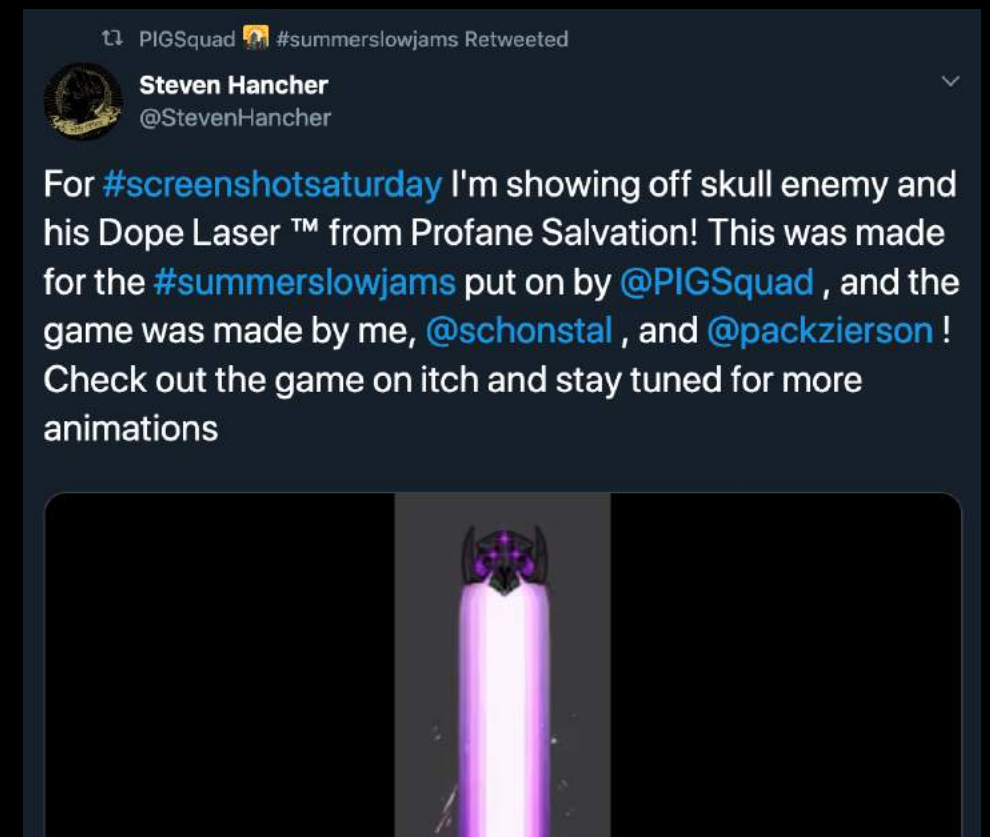 PIGSquad #summerslowjams Retweeted
Steven Hancher
@StevenHancher
For #screenshotsaturday I'm showing off skull enemy and
his Dope Laser ™ from Profane Salvation! This was made
for the #summerslowjams put on by @PIGSquad , and the
game was made by me, @schonstal , and @packzierson !
Check out the game on itch and stay tuned for more
animations